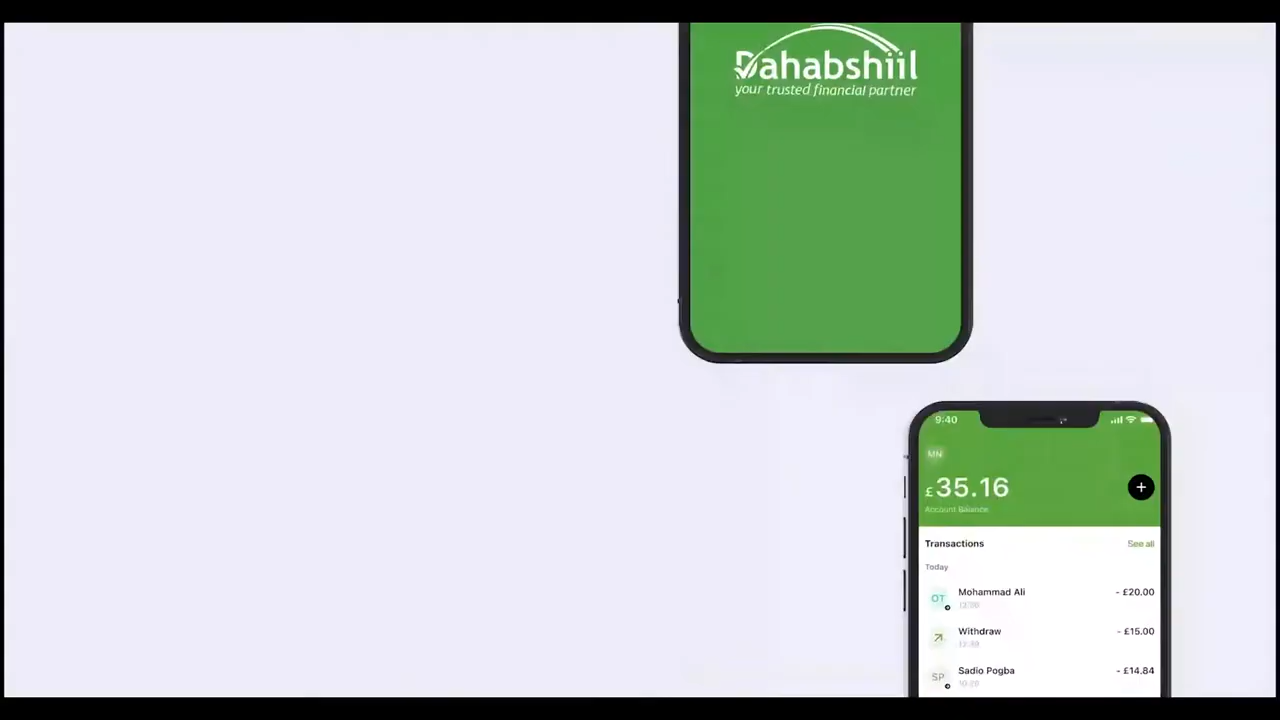 Dahabshiil
your trusted financial partner
9:40
MN
£35.16
+
Account Balance
Transactions
See all
Today
OT
Mohammad Ali
- £20.00
Withdraw
- £15.00
SP
Sadio Pogba
- £14.84